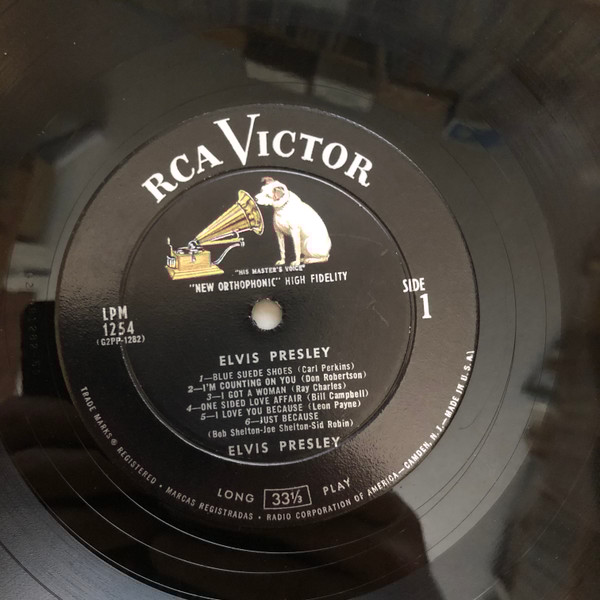 RCA VICTOR
"HIS MASTER'S VOICE"
"NEW ORTHOPHONIC" HIGH FIDELITY
SIDE
1
LPM
1254
(G2PP-1282)
ELVIS PRESLEY
1—BLUE SUEDE SHOES (Carl Perkins)
2—I'M COUNTING ON YOU (Don Robertson)
3—I GOT A WOMAN (Ray Charles)
4—ONE SIDED LOVE AFFAIR (Bill Campbell)
5—I LOVE YOU BECAUSE (Leon Payne)
6—JUST BECAUSE
(Bob Shelton-Joe Shelton-Sid Robin)
ELVIS PRESLEY
LONG 33⅓ PLAY
TRADE MARKS ® REGISTERED • MARCAS REGISTRADAS • RADIO CORPORATION OF AMERICA—CAMDEN, N.J.—MADE IN U.S.A.